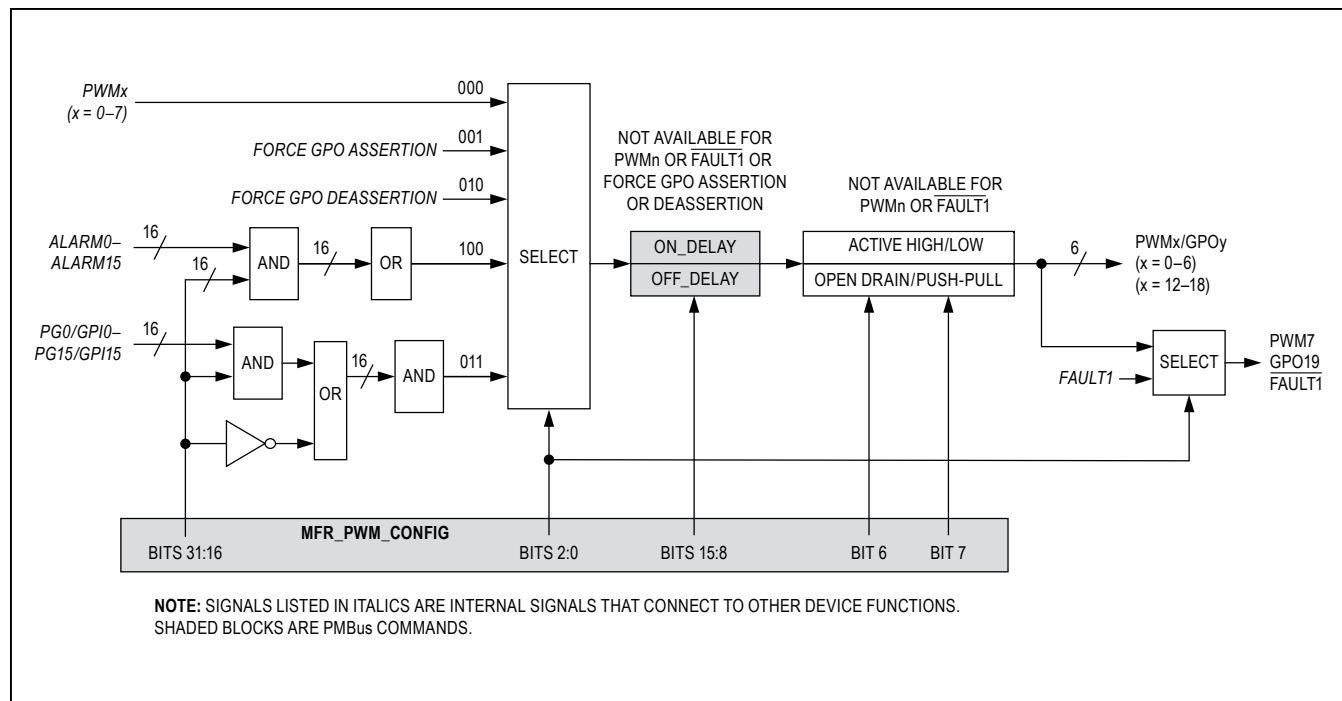 PWMx
(x = 0–7)
000
FORCE GPO ASSERTION
001
FORCE GPO DEASSERTION
010
ALARM0–
ALARM15
16
16
AND
16
OR
100
PG0/GPI0–
PG15/GPI15
16
AND
OR
16
AND
011
SELECT
NOT AVAILABLE FOR
PWMn OR FAULT1 OR
FORCE GPO ASSERTION
OR DEASSERTION
ON_DELAY
OFF_DELAY
NOT AVAILABLE FOR
PWMn OR FAULT1
ACTIVE HIGH/LOW
OPEN DRAIN/PUSH-PULL
6
PWMx/GPOy
(x = 0–6)
(x = 12–18)
FAULT1
SELECT
PWM7
GPO19
FAULT1
MFR_PWM_CONFIG
BITS 31:16
BITS 2:0
BITS 15:8
BIT 6
BIT 7
NOTE: SIGNALS LISTED IN ITALICS ARE INTERNAL SIGNALS THAT CONNECT TO OTHER DEVICE FUNCTIONS.
SHADED BLOCKS ARE PMBus COMMANDS.